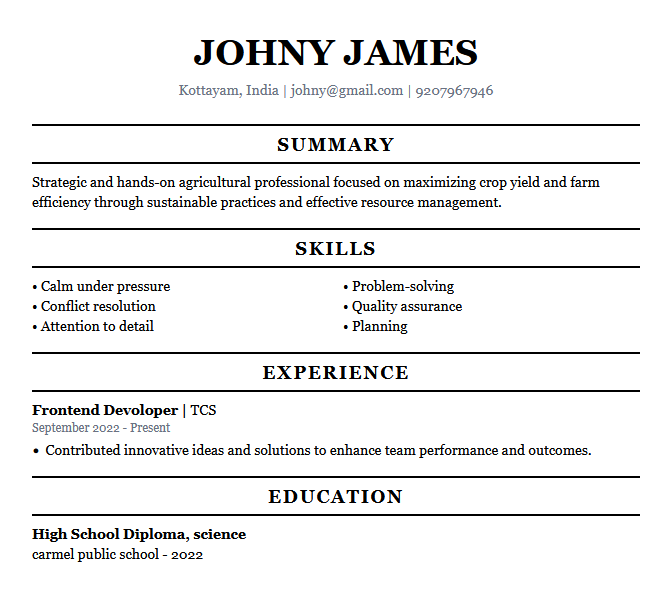 JOHNY JAMES
Kottayam, India | johny@gmail.com | 9207967946
SUMMARY
Strategic and hands-on agricultural professional focused on maximizing crop yield and farm
efficiency through sustainable practices and effective resource management.
SKILLS
• Calm under pressure
• Conflict resolution
• Attention to detail
• Problem-solving
• Quality assurance
• Planning
EXPERIENCE
Frontend Devoloper | TCS
September 2022 - Present
• Contributed innovative ideas and solutions to enhance team performance and outcomes.
EDUCATION
High School Diploma, science
carmel public school - 2022